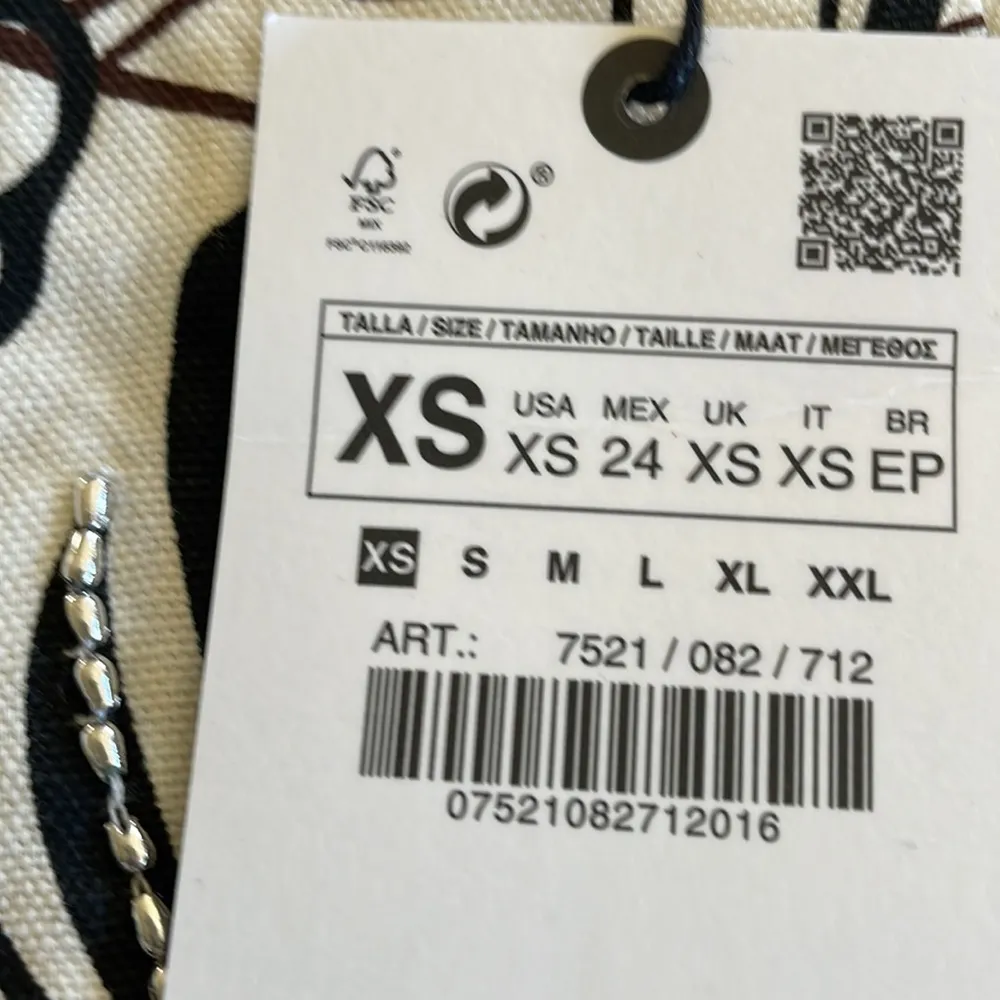 ®
FSC
MIX
TALLA / SIZE / TAMANHO / TAILLE / MAAT / ΜΕΓΕΘΟΣ
XS USA MEX UK IT BR
XS 24 XS XS EP
XS S M L XL XXL
ART.: 7521 / 082 / 712
07521082712016